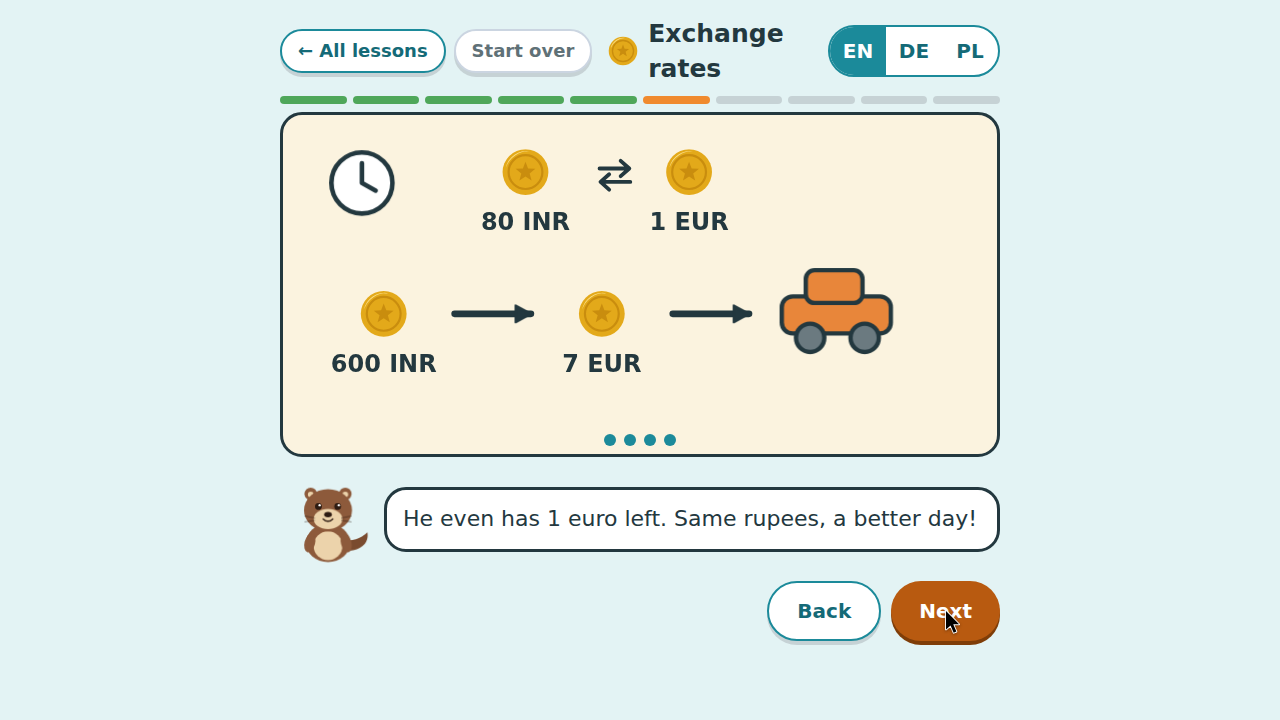 ← All lessons
Start over
Exchange
rates
EN DE PL
80 INR
1 EUR
600 INR
7 EUR
He even has 1 euro left. Same rupees, a better day!
Back
Next